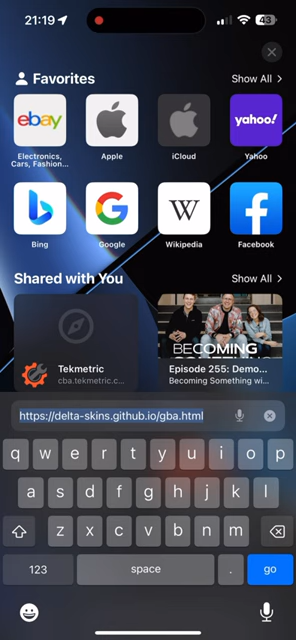 21:19
43
Favorites
Show All >
ebay
yahoo!
Electronics,
Cars, Fashion...
Apple
iCloud
Yahoo
W
Bing
Google
Wikipedia
Facebook
Shared with You
Show All >
BECOMING
SOMETHING
Tekmetric
cba.tekmetric.c...
Episode 255: Demo...
Becoming Something wi...
https://delta-skins.github.io/gba.html
q w e r t y u i o p
a s d f g h j k l
z x c v b n m
123 space . go